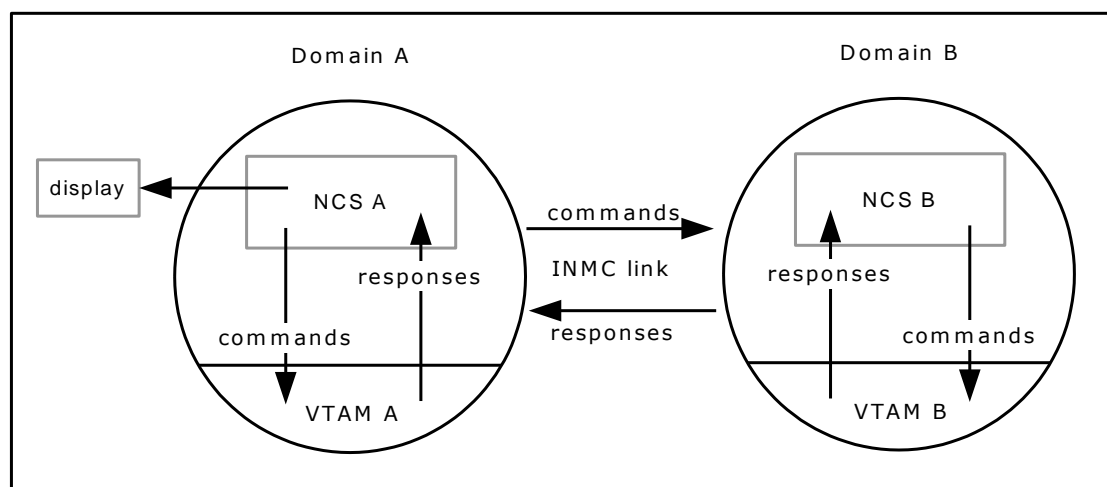 Domain A
Domain B
display
NCS A
NCS B
commands
responses
INMC link
responses
responses
commands
commands
VTAM A
VTAM B